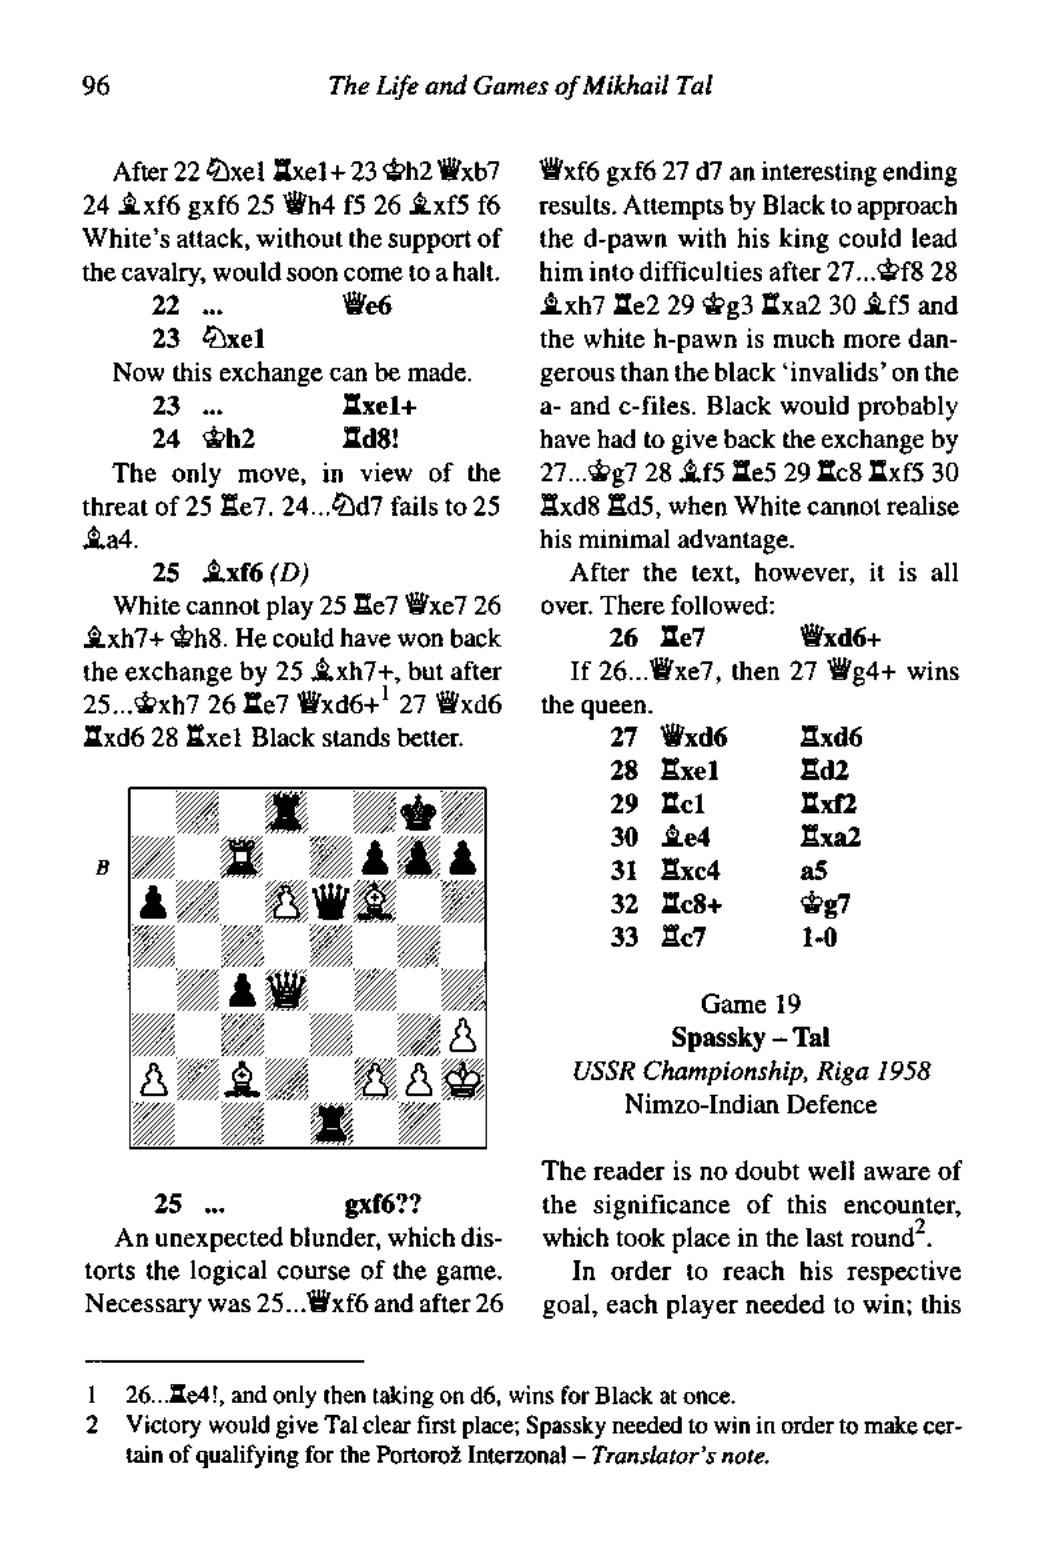 96
The Life and Games of Mikhail Tal
After 22 ♘xe1 ♖xe1+ 23 ♔h2 ♕xb7
24 ♗xf6 gxf6 25 ♕h4 f5 26 ♗xf5 f6
White's attack, without the support of
the cavalry, would soon come to a halt.
22 ... ♕e6
23 ♘xe1
Now this exchange can be made.
23 ... ♖xe1+
24 ♔h2 ♖d8!
The only move, in view of the
threat of 25 ♖e7. 24...♘d7 fails to 25
♗a4.
25 ♗xf6 (D)
White cannot play 25 ♖e7 ♕xe7 26
♗xh7+ ♔h8. He could have won back
the exchange by 25 ♗xh7+, but after
25...♔xh7 26 ♖e7 ♕xd6+1 27 ♕xd6
♖xd6 28 ♖xe1 Black stands better.
B
25 ... gxf6??
An unexpected blunder, which dis-
torts the logical course of the game.
Necessary was 25...♕xf6 and after 26
♕xf6 gxf6 27 d7 an interesting ending
results. Attempts by Black to approach
the d-pawn with his king could lead
him into difficulties after 27...♔f8 28
♗xh7 ♖e2 29 ♔g3 ♖xa2 30 ♗f5 and
the white h-pawn is much more dan-
gerous than the black 'invalids' on the
a- and c-files. Black would probably
have had to give back the exchange by
27...♔g7 28 ♗f5 ♖e5 29 ♖c8 ♖xf5 30
♖xd8 ♖d5, when White cannot realise
his minimal advantage.
After the text, however, it is all
over. There followed:
26 ♖e7 ♕xd6+
If 26...♕xe7, then 27 ♕g4+ wins
the queen.
27 ♕xd6 ♖xd6
28 ♖xe1 ♖d2
29 ♖c1 ♖xf2
30 ♗e4 ♖xa2
31 ♖xc4 a5
32 ♖c8+ ♔g7
33 ♖c7 1-0
Game 19
Spassky – Tal
USSR Championship, Riga 1958
Nimzo-Indian Defence
The reader is no doubt well aware of
the significance of this encounter,
which took place in the last round2.
In order to reach his respective
goal, each player needed to win; this
1 26...♖e4!, and only then taking on d6, wins for Black at once.
2 Victory would give Tal clear first place; Spassky needed to win in order to make cer-
tain of qualifying for the Portorož Interzonal – Translator's note.